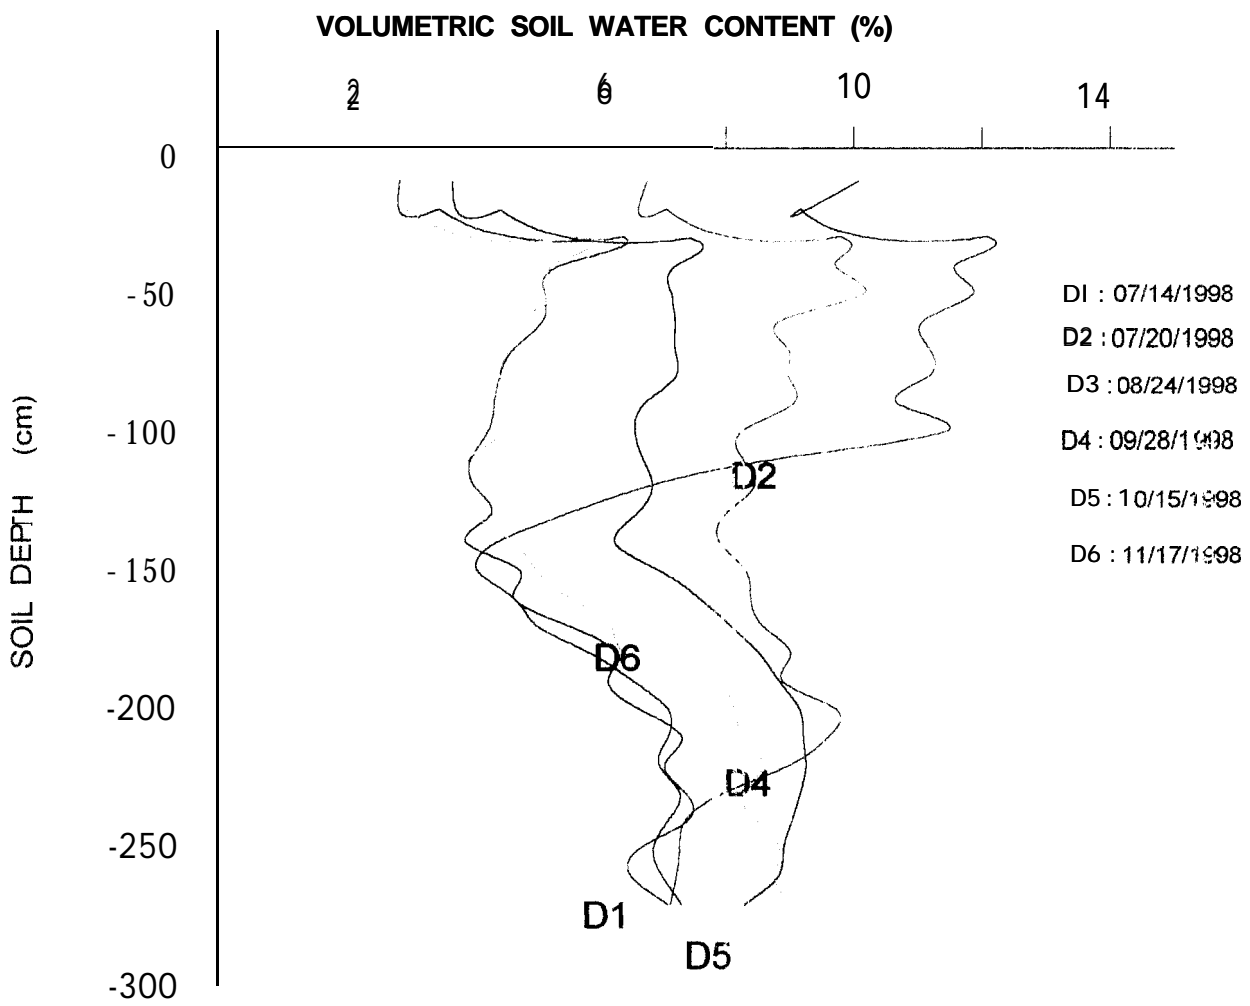 VOLUMETRIC SOIL WATER CONTENT (%)
2 6 10 14
0
-50
-100
-150
-200
-250
-300
SOIL DEPTH (cm)
DI : 07/14/1998
D2 : 07/20/1998
D3 : 08/24/1998
D4 : 09/28/1998
D5 : 10/15/1998
D6 : 11/17/1998
D2
D6
D4
D1
D5